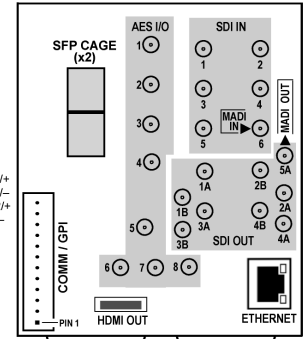 AES I/O
SDI IN
SFP CAGE
(x2)
1
1
2
2
3
4
3
MADI
IN
5
6
MADI OUT
4
5A
1A
2B
1B
2A
3A
4B
5
3B
SDI OUT
4A
6
7
8
COMM / GPI
PIN 1
HDMI OUT
ETHERNET
/+
/–
/+
–